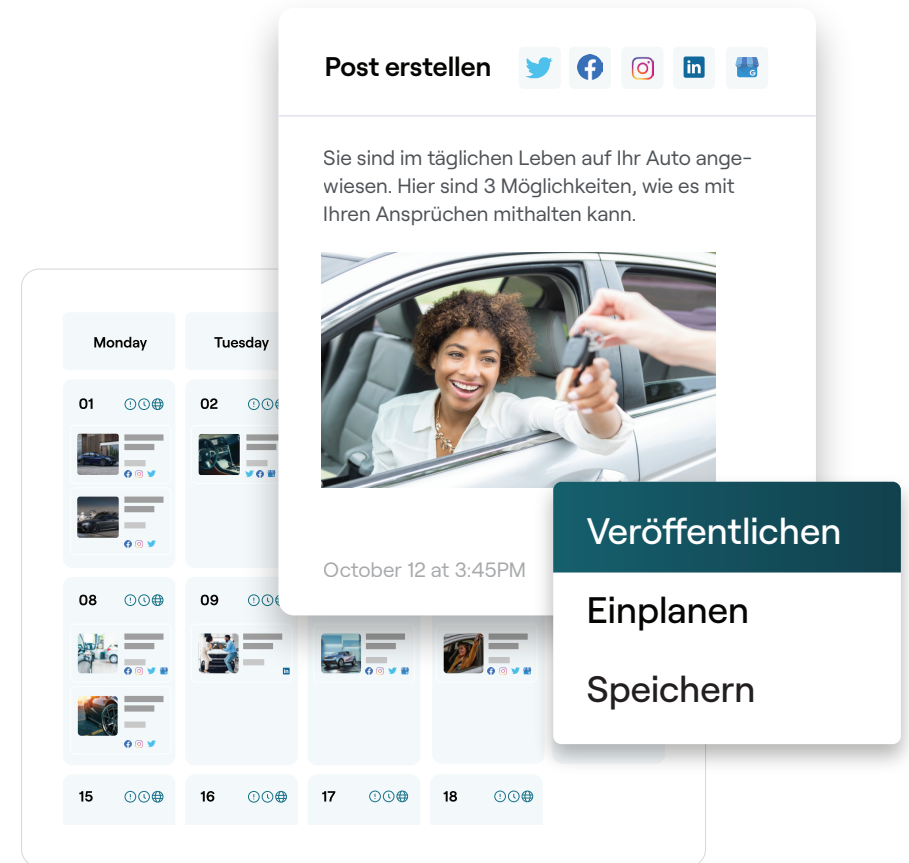 Post erstellen
Sie sind im täglichen Leben auf Ihr Auto ange-
wiesen. Hier sind 3 Möglichkeiten, wie es mit
Ihren Ansprüchen mithalten kann.
October 12 at 3:45PM
Veröffentlichen
Einplanen
Speichern
Monday
Tuesday
01
02
08
09
15
16
17
18